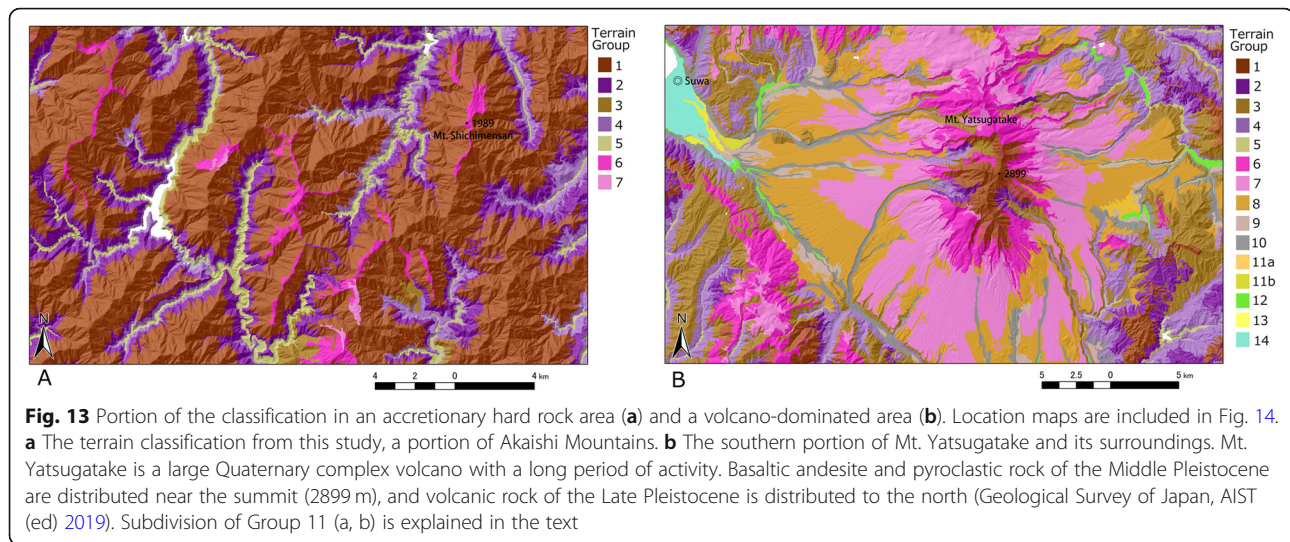 Terrain
Group
1
2
3
4
5
6
7
1989
Mt. Shichimensan
N
A
4 2 0 4 km
Terrain
Group
1
2
3
4
5
6
7
8
9
10
11a
11b
12
13
14
Suwa
Mt. Yatsugatake
2899
N
B
5 2.5 0 5 km
Fig. 13 Portion of the classification in an accretionary hard rock area (a) and a volcano-dominated area (b). Location maps are included in Fig. 14.
a The terrain classification from this study, a portion of Akaishi Mountains. b The southern portion of Mt. Yatsugatake and its surroundings. Mt.
Yatsugatake is a large Quaternary complex volcano with a long period of activity. Basaltic andesite and pyroclastic rock of the Middle Pleistocene
are distributed near the summit (2899 m), and volcanic rock of the Late Pleistocene is distributed to the north (Geological Survey of Japan, AIST
(ed) 2019). Subdivision of Group 11 (a, b) is explained in the text